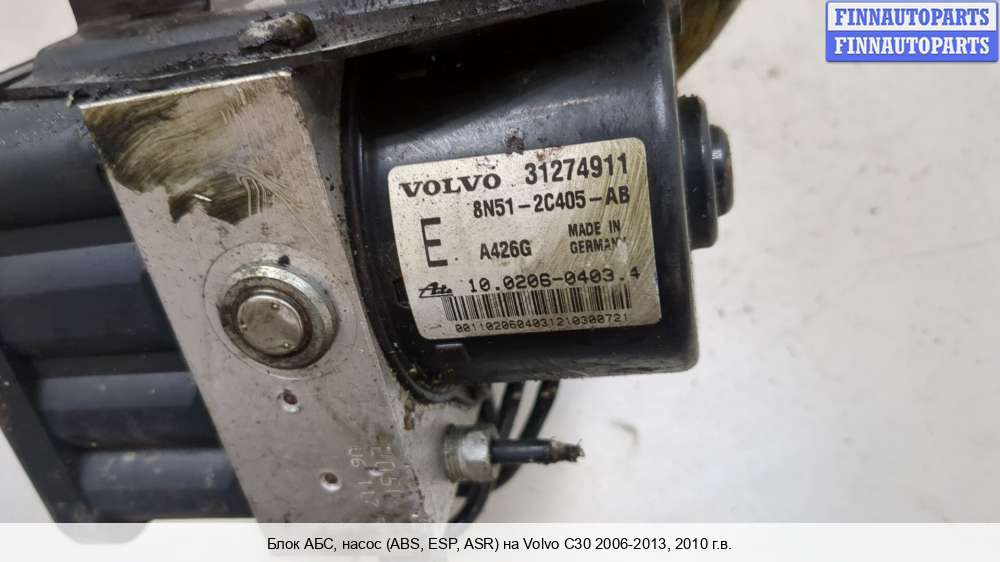 FINNAUTOPARTS
FINNAUTOPARTS
VOLVO 31274911
8N51-2C405-AB
E A426G MADE IN GERMANY
10.0206-0403.4
0011020604031210300721
Блок АБС, насос (ABS, ESP, ASR) на Volvo C30 2006-2013, 2010 г.в.